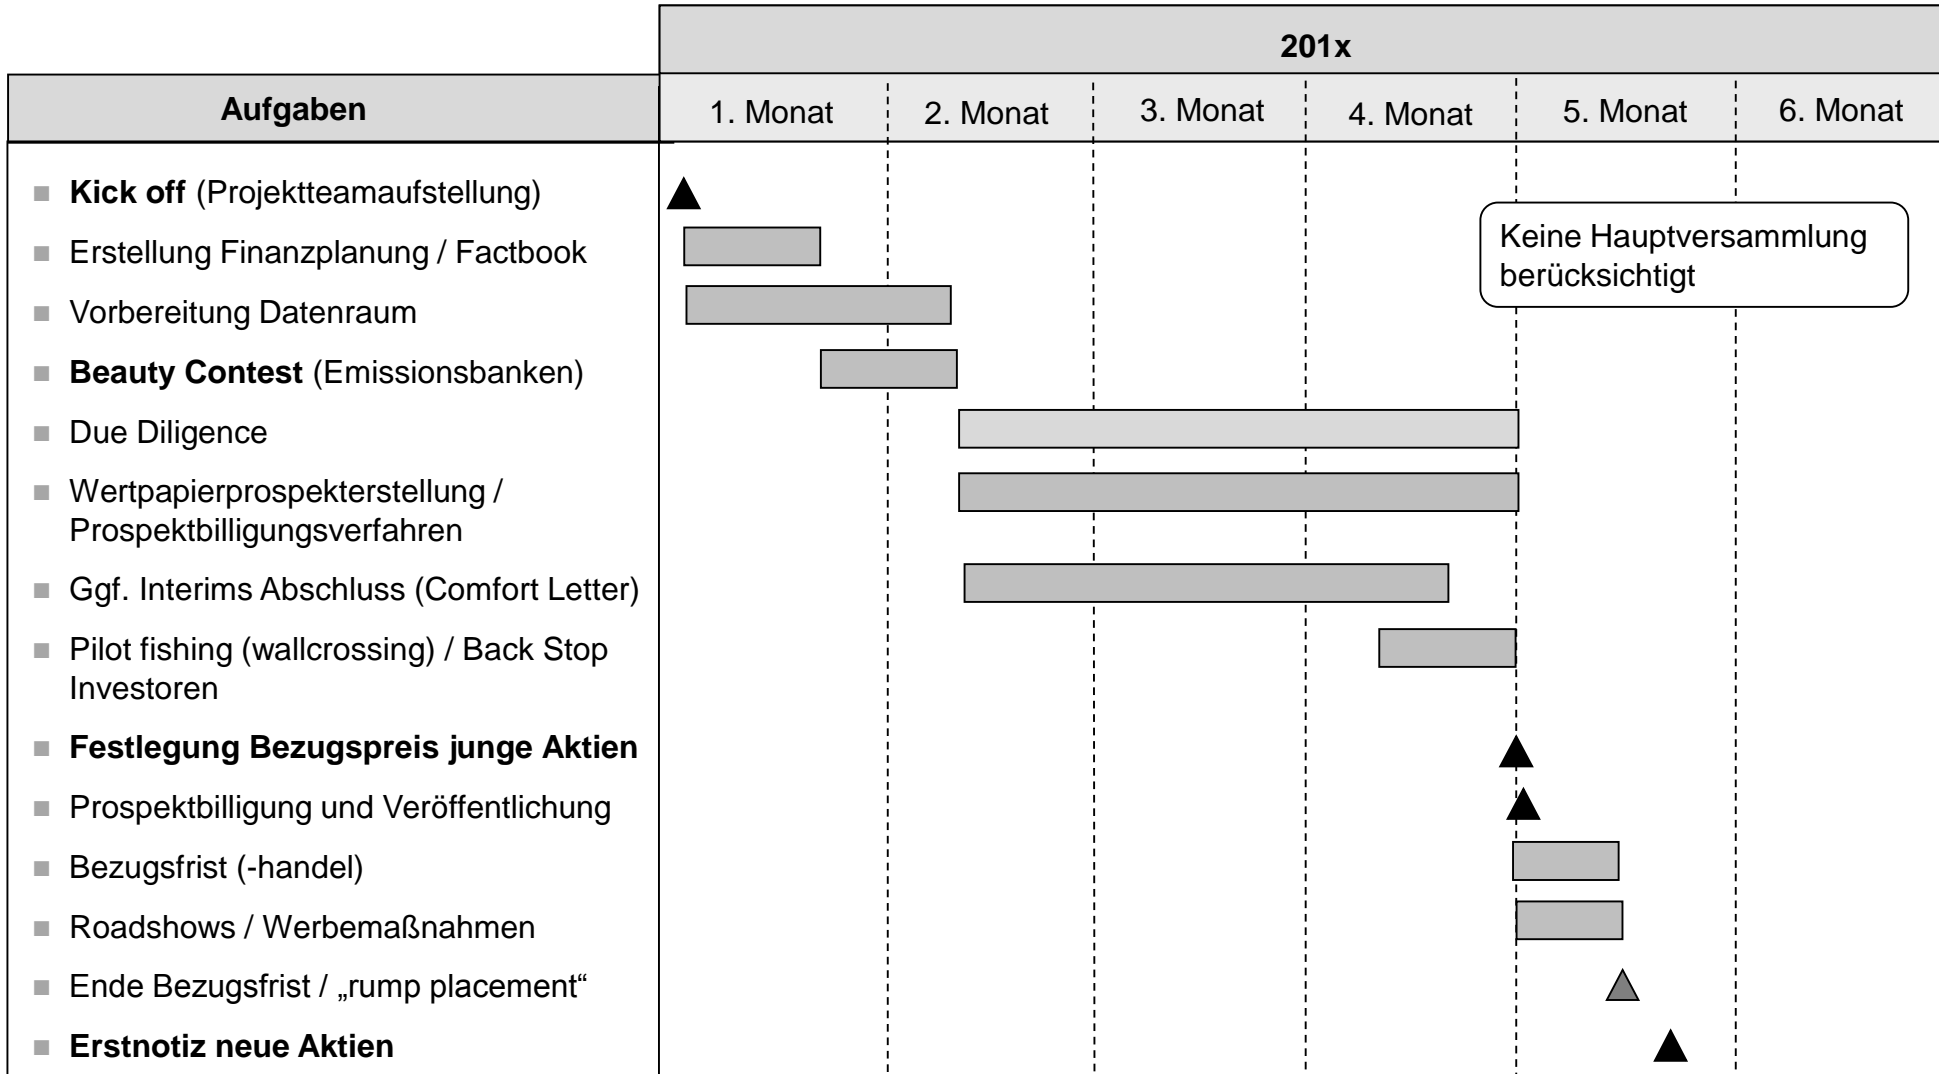 201x
Aufgaben
1. Monat
2. Monat
3. Monat
4. Monat
5. Monat
6. Monat
Kick off (Projektteamaufstellung)
Keine Hauptversammlung
berücksichtigt
Erstellung Finanzplanung / Factbook
Vorbereitung Datenraum
Beauty Contest (Emissionsbanken)
Due Diligence
Wertpapierprospekterstellung /
Prospektbilligungsverfahren
Ggf. Interims Abschluss (Comfort Letter)
Pilot fishing (wallcrossing) / Back Stop
Investoren
Festlegung Bezugspreis junge Aktien
Prospektbilligung und Veröffentlichung
Bezugsfrist (-handel)
Roadshows / Werbemaßnahmen
Ende Bezugsfrist / „rump placement“
Erstnotiz neue Aktien